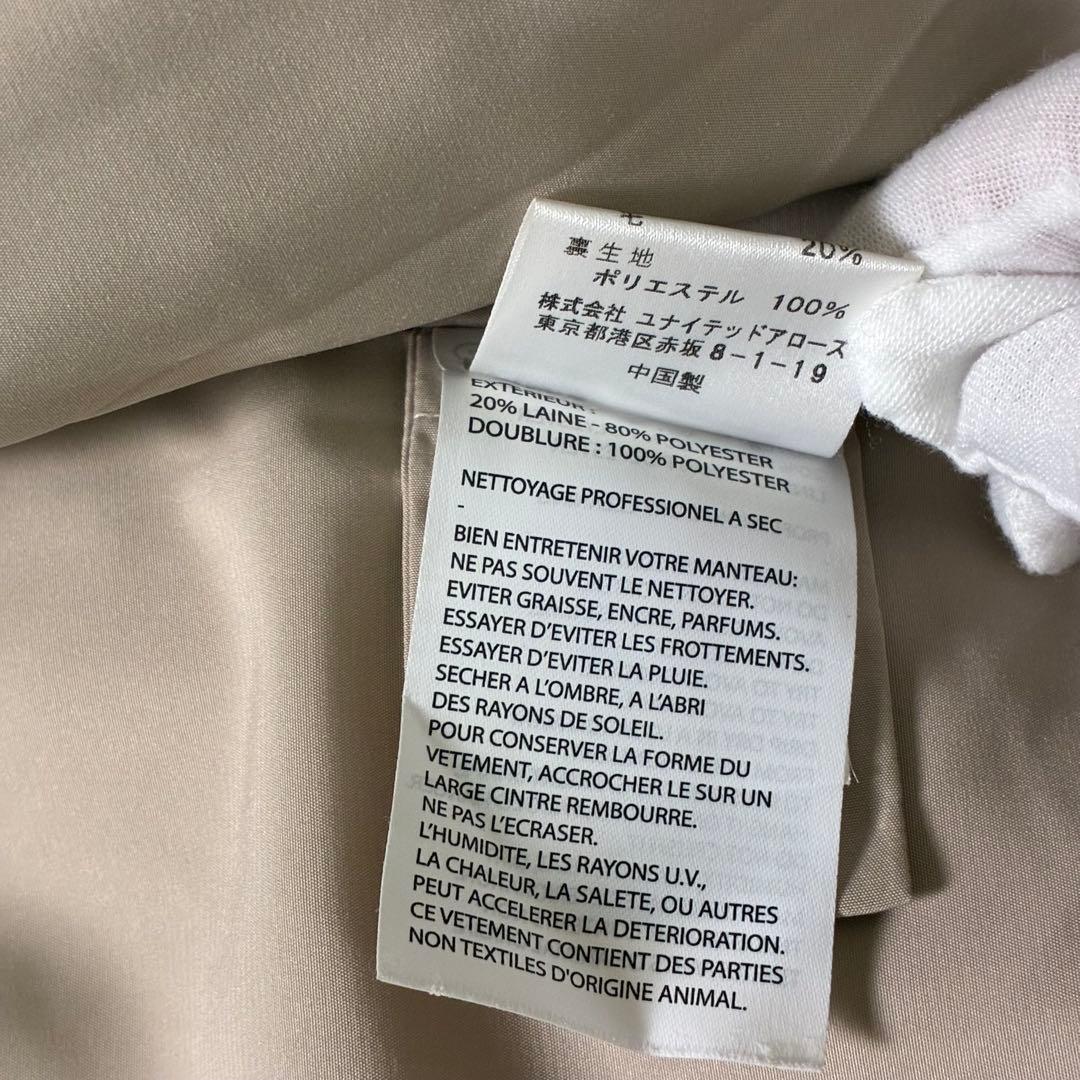 毛 20%
裏生地
ポリエステル 100%
株式会社 ユナイテッドアローズ
東京都港区赤坂8-1-19
中国製
EXTERIEUR :
20% LAINE - 80% POLYESTER
DOUBLURE : 100% POLYESTER
NETTOYAGE PROFESSIONEL A SEC
-
BIEN ENTRETENIR VOTRE MANTEAU:
NE PAS SOUVENT LE NETTOYER.
EVITER GRAISSE, ENCRE, PARFUMS.
ESSAYER D'EVITER LES FROTTEMENTS.
ESSAYER D'EVITER LA PLUIE.
SECHER A L'OMBRE, A L'ABRI
DES RAYONS DE SOLEIL.
POUR CONSERVER LA FORME DU
VETEMENT, ACCROCHER LE SUR UN
LARGE CINTRE REMBOURRE.
NE PAS L'ECRASER.
L'HUMIDITE, LES RAYONS U.V.,
LA CHALEUR, LA SALETE, OU AUTRES
PEUT ACCELERER LA DETERIORATION.
CE VETEMENT CONTIENT DES PARTIES
NON TEXTILES D'ORIGINE ANIMAL.